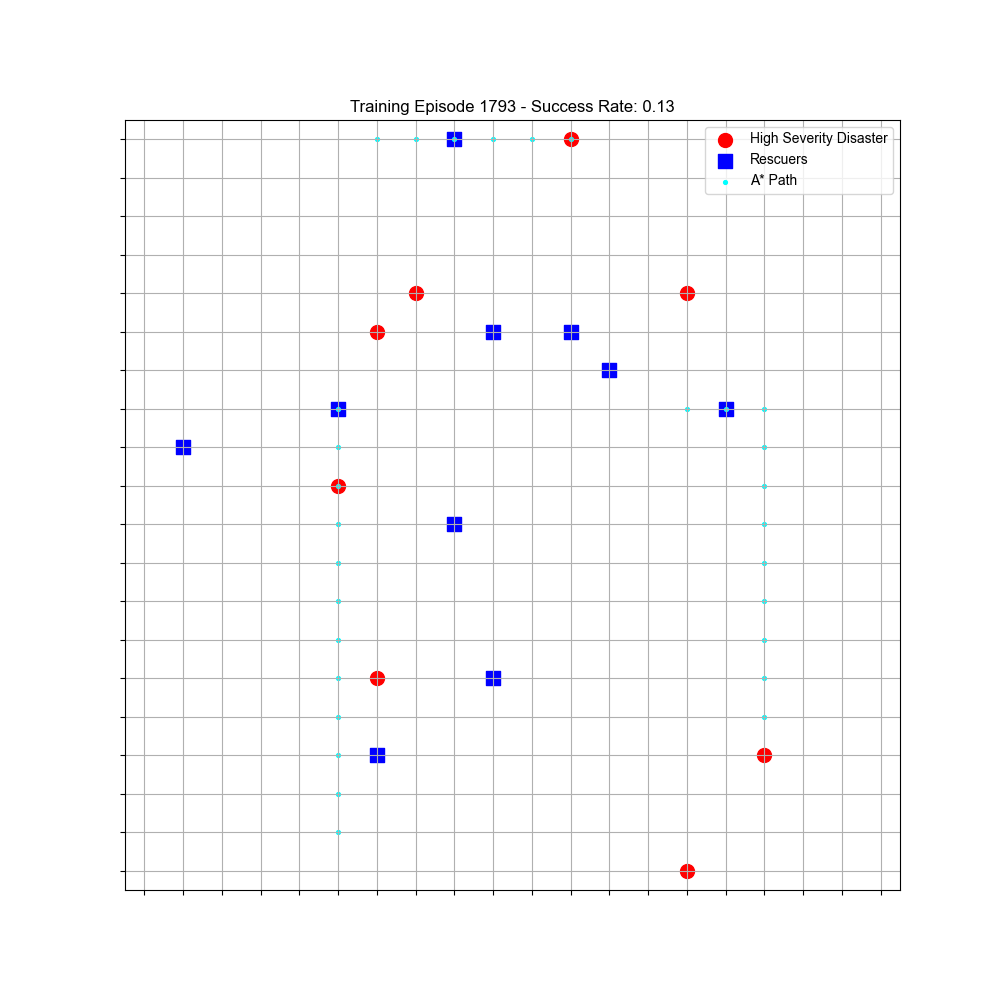 Training Episode 1793 - Success Rate: 0.13
High Severity Disaster
Rescuers
A* Path